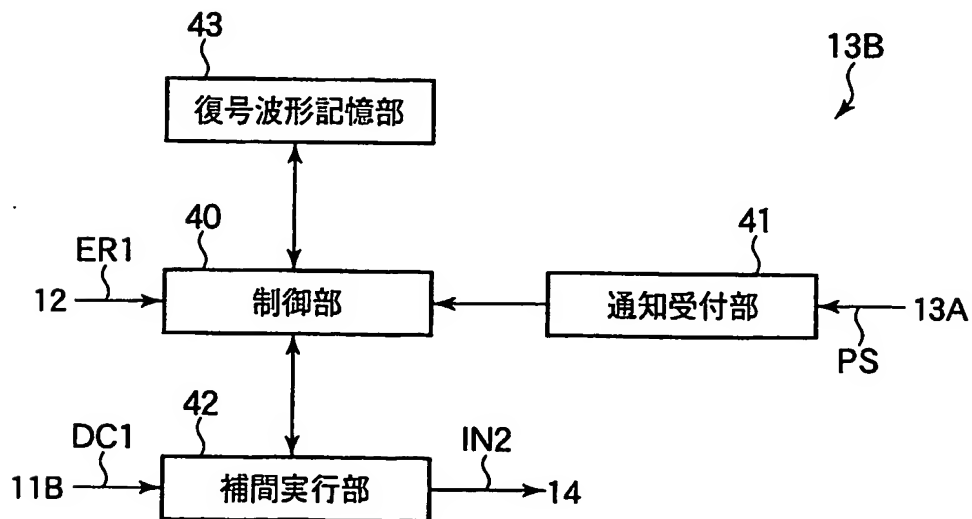 43
13B
復号波形記憶部
40
41
ER1
12
制御部
通知受付部
13A
PS
42
DC1
IN2
11B
補間実行部
14